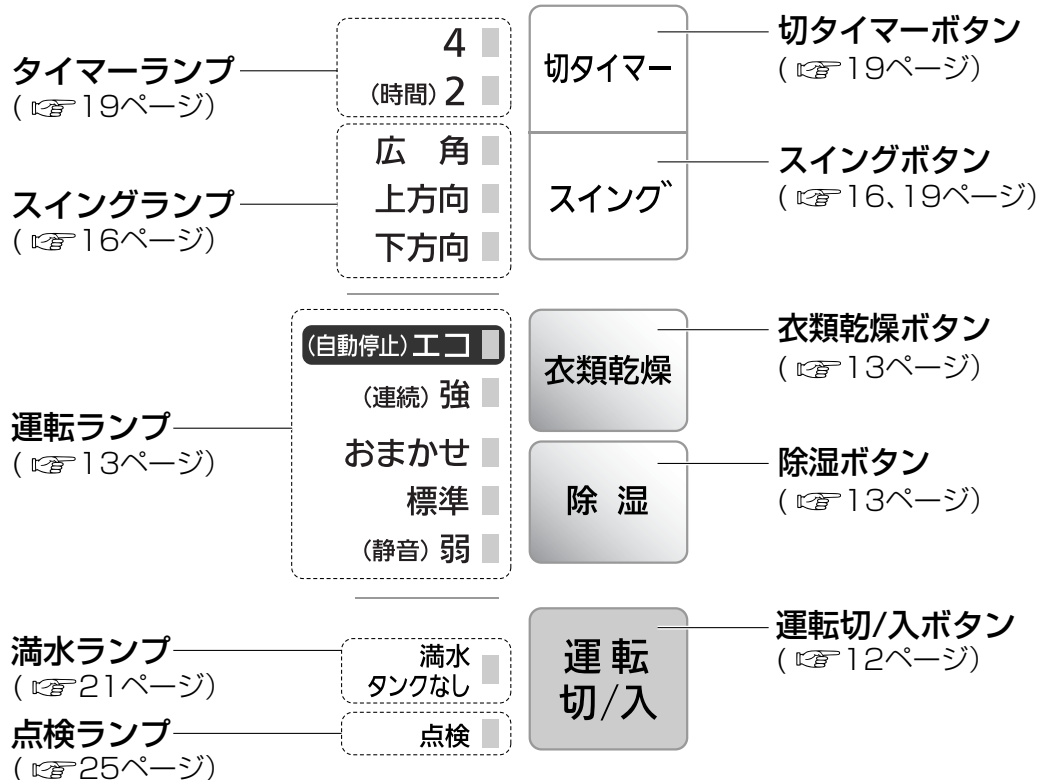 タイマーランプ
(☞19ページ)
4
(時間) 2
切タイマー
切タイマーボタン
(☞19ページ)
スイングランプ
(☞16ページ)
広 角
上方向
下方向
スイング
スイングボタン
(☞16、19ページ)
運転ランプ
(☞13ページ)
(自動停止) エコ
(連続) 強
おまかせ
標準
(静音) 弱
衣類乾燥
衣類乾燥ボタン
(☞13ページ)
除 湿
除湿ボタン
(☞13ページ)
満水ランプ
(☞21ページ)
満水
タンクなし
点検ランプ
(☞25ページ)
点検
運転
切/入
運転切/入ボタン
(☞12ページ)